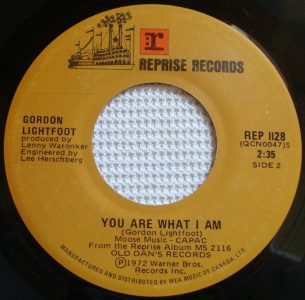 r
REPRISE RECORDS
GORDON
LIGHTFOOT
produced by
Lenny Waronker
Engineered by
Lee Herschberg
REP 1128
(QCN0047)S
2:35
SIDE 2
YOU ARE WHAT I AM
(Gordon Lightfoot)
Moose Music - CAPAC
From the Reprise Album MS 2116
OLD DAN'S RECORDS
Ⓟ1972 Warner Bros.
Records Inc.
MANUFACTURED AND DISTRIBUTED BY WEA MUSIC OF CANADA, LTD.